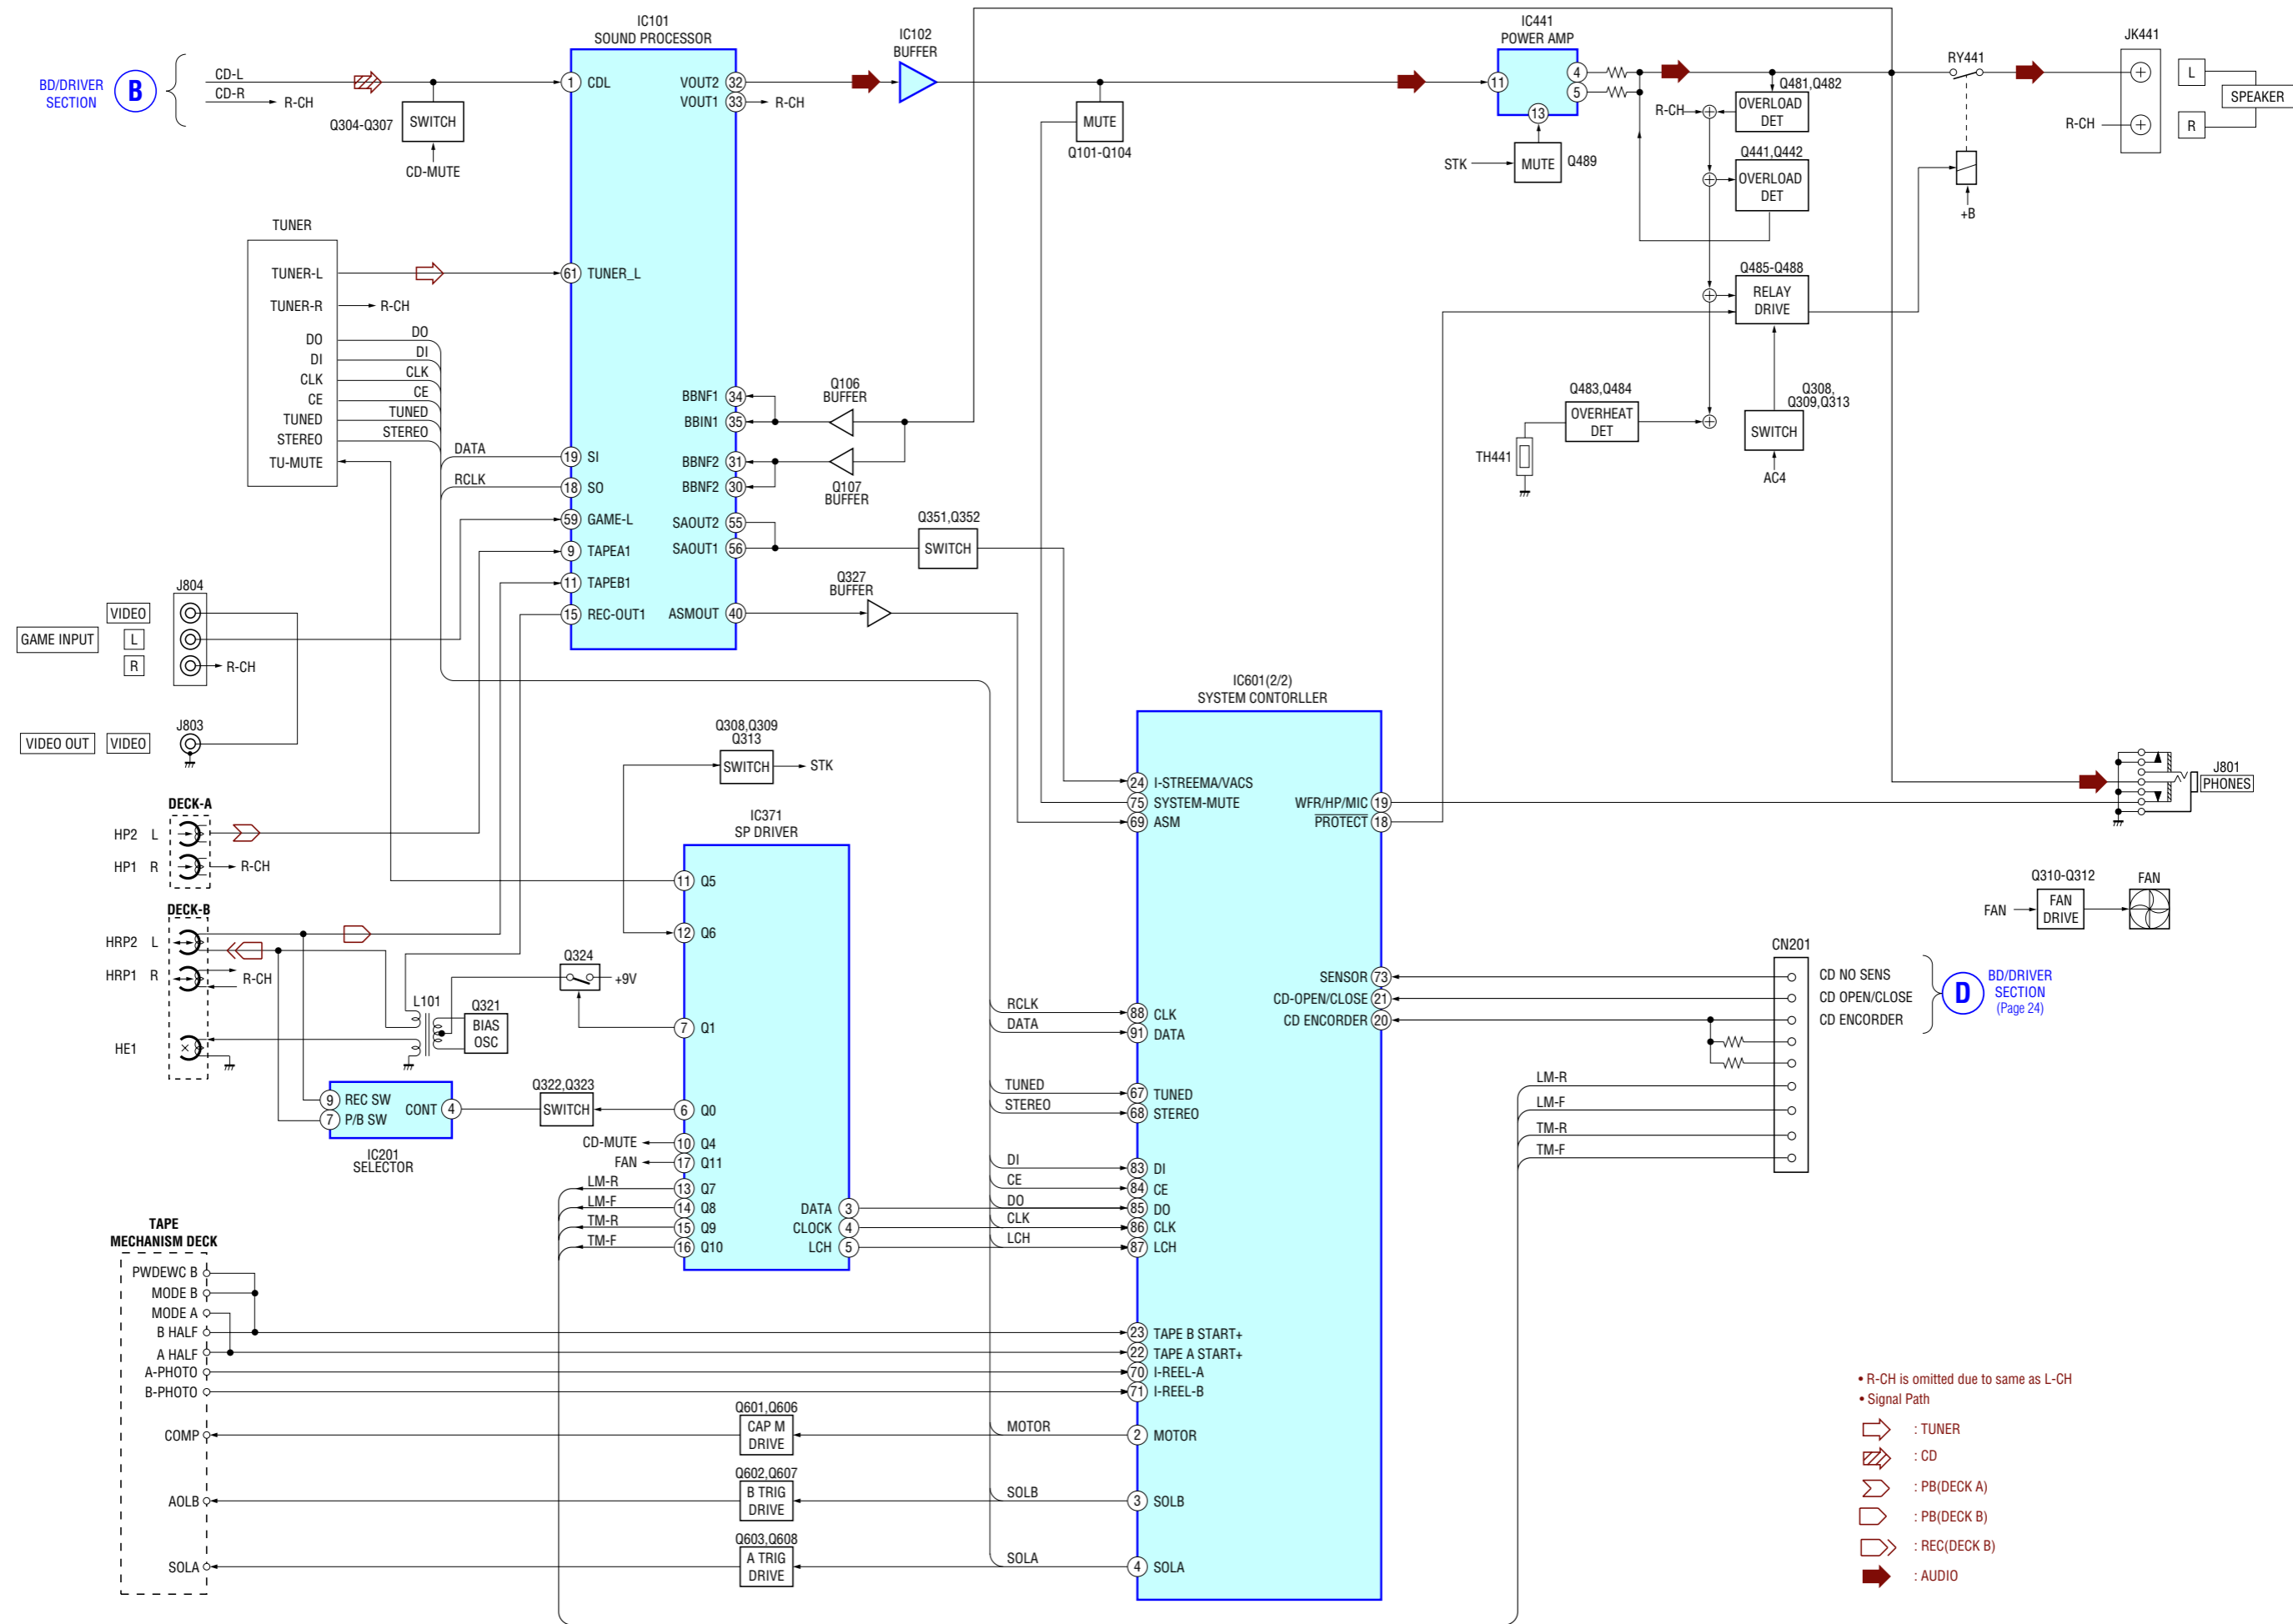 BD/DRIVER
SECTION
B
CD-L
CD-R
R-CH
Q304-Q307
SWITCH
CD-MUTE
IC101
SOUND PROCESSOR
1 CDL
VOUT2 32
VOUT1 33
R-CH
61 TUNER_L
BBNF1 34
BBIN1 35
19 SI
BBNF2 31
18 SO
BBNF2 30
59 GAME-L
SAOUT2 55
9 TAPEA1
SAOUT1 56
11 TAPEB1
15 REC-OUT1
ASMOUT 40
IC102
BUFFER
MUTE
Q101-Q104
IC441
POWER AMP
11
4
5
13
STK
MUTE
Q489
Q481,Q482
OVERLOAD
DET
R-CH
Q441,Q442
OVERLOAD
DET
Q485-Q488
RELAY
DRIVE
Q483,Q484
OVERHEAT
DET
TH441
Q308,
Q309,Q313
SWITCH
AC4
RY441
+B
JK441
R-CH
L
R
SPEAKER
TUNER
TUNER-L
TUNER-R
R-CH
DO
DI
CLK
CE
TUNED
STEREO
TU-MUTE
DO
DI
CLK
CE
TUNED
STEREO
DATA
RCLK
Q106
BUFFER
Q107
BUFFER
Q351,Q352
SWITCH
Q327
BUFFER
J804
VIDEO
GAME INPUT
L
R
R-CH
J803
VIDEO OUT
VIDEO
DECK-A
HP2 L
HP1 R
R-CH
DECK-B
HRP2 L
HRP1 R
R-CH
HE1
L101
Q321
BIAS
OSC
Q324
+9V
Q308,Q309
Q313
SWITCH
STK
9 REC SW
7 P/B SW
CONT 4
IC201
SELECTOR
Q322,Q323
SWITCH
IC371
SP DRIVER
11 Q5
12 Q6
7 Q1
6 Q0
10 Q4
17 Q11
13 Q7
14 Q8
15 Q9
16 Q10
DATA 3
CLOCK 4
LCH 5
CD-MUTE
FAN
LM-R
LM-F
TM-R
TM-F
IC601(2/2)
SYSTEM CONTORLLER
24 I-STREEMA/VACS
75 SYSTEM-MUTE
69 ASM
WFR/HP/MIC 19
PROTECT 18
SENSOR 73
CD-OPEN/CLOSE 21
CD ENCORDER 20
RCLK
88 CLK
DATA
91 DATA
TUNED
67 TUNED
STEREO
68 STEREO
DI
83 DI
CE
84 CE
DO
85 DO
CLK
86 CLK
LCH
87 LCH
23 TAPE B START+
22 TAPE A START+
70 I-REEL-A
71 I-REEL-B
MOTOR
2 MOTOR
SOLB
3 SOLB
SOLA
4 SOLA
J801
PHONES
Q310-Q312
FAN
FAN
DRIVE
FAN
CN201
CD NO SENS
CD OPEN/CLOSE
CD ENCORDER
D
BD/DRIVER
SECTION
(Page 24)
LM-R
LM-F
TM-R
TM-F
TAPE
MECHANISM DECK
PWDEWC B
MODE B
MODE A
B HALF
A HALF
A-PHOTO
B-PHOTO
COMP
AOLB
SOLA
Q601,Q606
CAP M
DRIVE
Q602,Q607
B TRIG
DRIVE
Q603,Q608
A TRIG
DRIVE
• R-CH is omitted due to same as L-CH
• Signal Path
: TUNER
: CD
: PB(DECK A)
: PB(DECK B)
: REC(DECK B)
: AUDIO